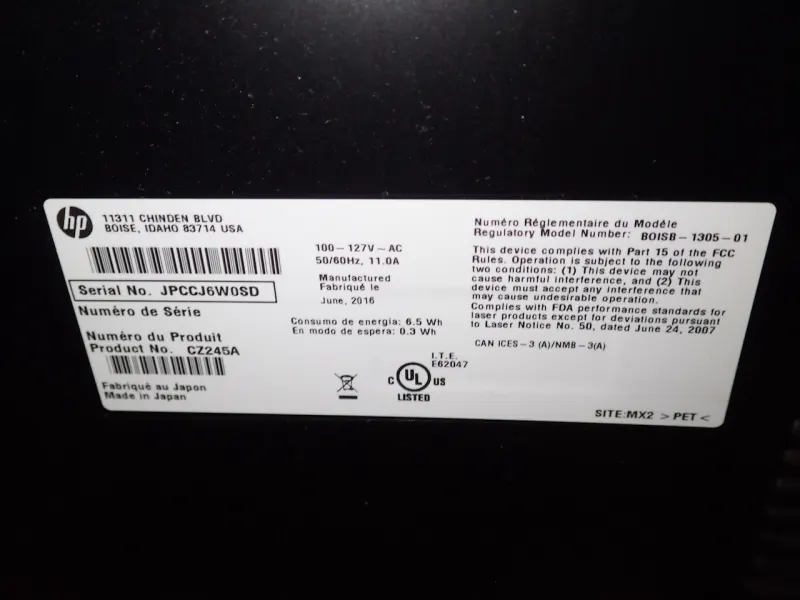 hp
11311 CHINDEN BLVD
BOISE, IDAHO 83714 USA
Serial No. JPCCJ6W0SD
Numéro de Série
Numéro du Produit
Product No. CZ245A
Fabriqué au Japon
Made in Japan
100-127V-AC
50/60Hz, 11.0A
Manufactured
Fabriqué le
June, 2016
Consumo de energia: 6.5 Wh
En modo de espera: 0.3 Wh
I.T.E.
E62047
C UL US
LISTED
Numéro Réglementaire du Modèle
Regulatory Model Number: BOISB-1305-01
This device complies with Part 15 of the FCC
Rules. Operation is subject to the following
two conditions: (1) This device may not
cause harmful interference, and (2) This
device must accept any interference that
may cause undesirable operation.
Complies with FDA performance standards for
laser products except for deviations pursuant
to Laser Notice No. 50, dated June 24, 2007
CAN ICES-3 (A)/NMB-3(A)
SITE:MX2 >PET<